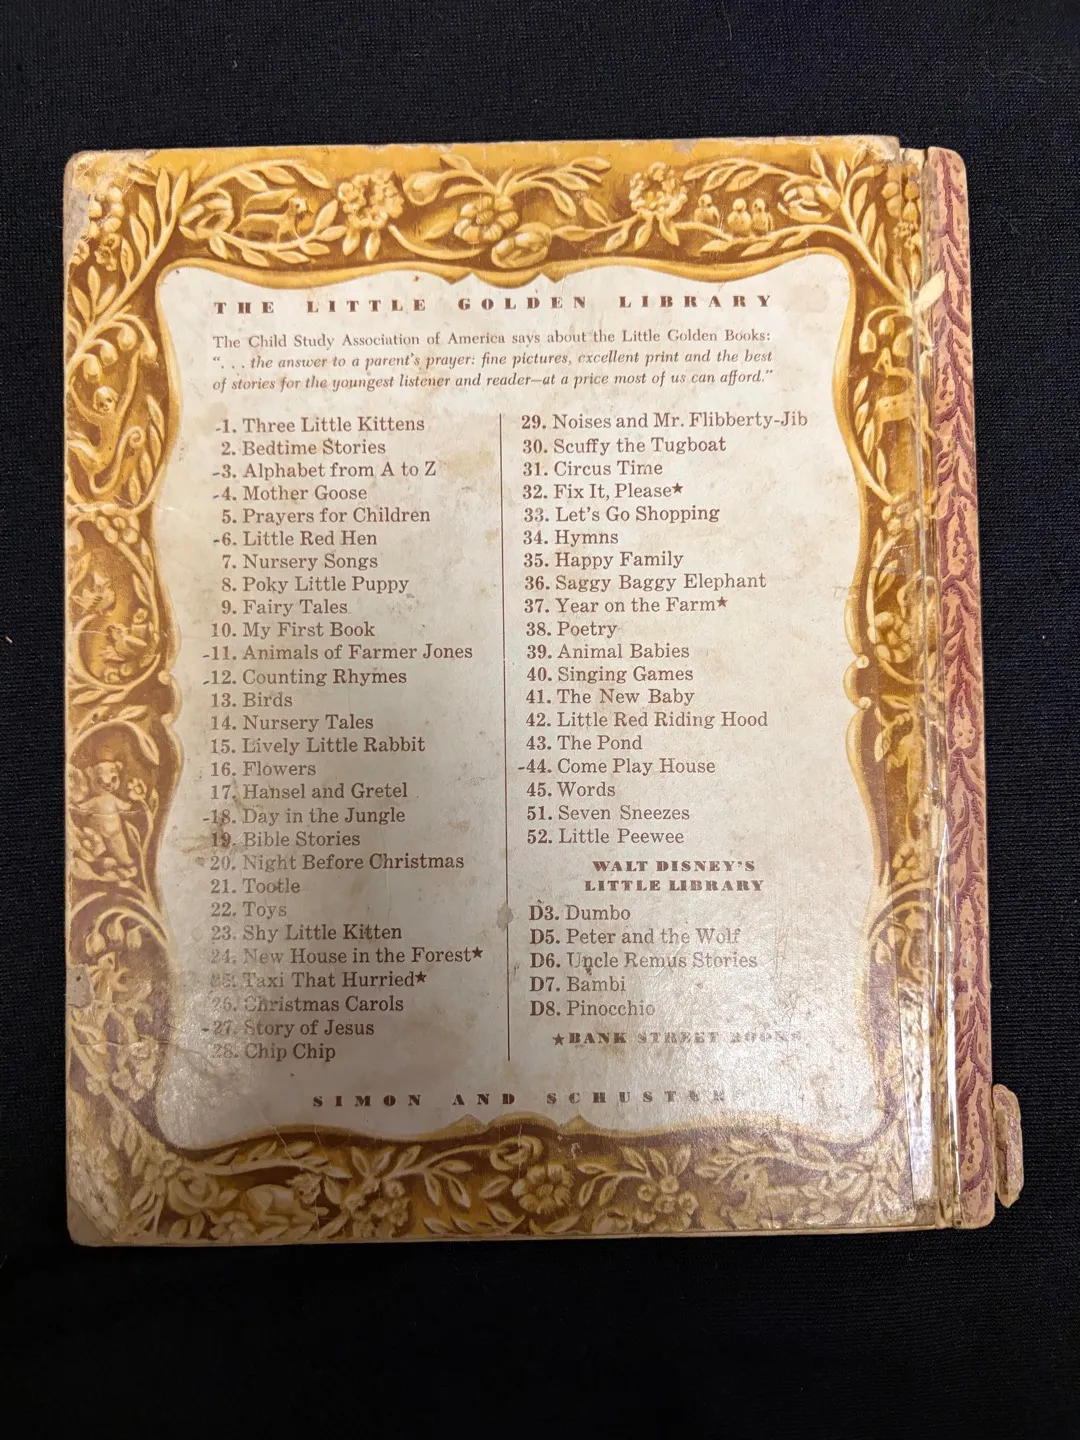 THE LITTLE GOLDEN LIBRARY
The Child Study Association of America says about the Little Golden Books:
“. . . the answer to a parent's prayer: fine pictures, excellent print and the best
of stories for the youngest listener and reader—at a price most of us can afford.”
-1. Three Little Kittens
2. Bedtime Stories
-3. Alphabet from A to Z
-4. Mother Goose
5. Prayers for Children
-6. Little Red Hen
7. Nursery Songs
8. Poky Little Puppy
9. Fairy Tales
10. My First Book
-11. Animals of Farmer Jones
-12. Counting Rhymes
13. Birds
14. Nursery Tales
15. Lively Little Rabbit
16. Flowers
17. Hansel and Gretel
-18. Day in the Jungle
19. Bible Stories
20. Night Before Christmas
21. Tootle
22. Toys
23. Shy Little Kitten
24. New House in the Forest★
25. Taxi That Hurried★
26. Christmas Carols
-27. Story of Jesus
28. Chip Chip
29. Noises and Mr. Flibberty-Jib
30. Scuffy the Tugboat
31. Circus Time
32. Fix It, Please★
33. Let's Go Shopping
34. Hymns
35. Happy Family
36. Saggy Baggy Elephant
37. Year on the Farm★
38. Poetry
39. Animal Babies
40. Singing Games
41. The New Baby
42. Little Red Riding Hood
43. The Pond
-44. Come Play House
45. Words
51. Seven Sneezes
52. Little Peewee
WALT DISNEY'S
LITTLE LIBRARY
D3. Dumbo
D5. Peter and the Wolf
D6. Uncle Remus Stories
D7. Bambi
D8. Pinocchio
★BANK STREET BOOKS
SIMON AND SCHUSTER